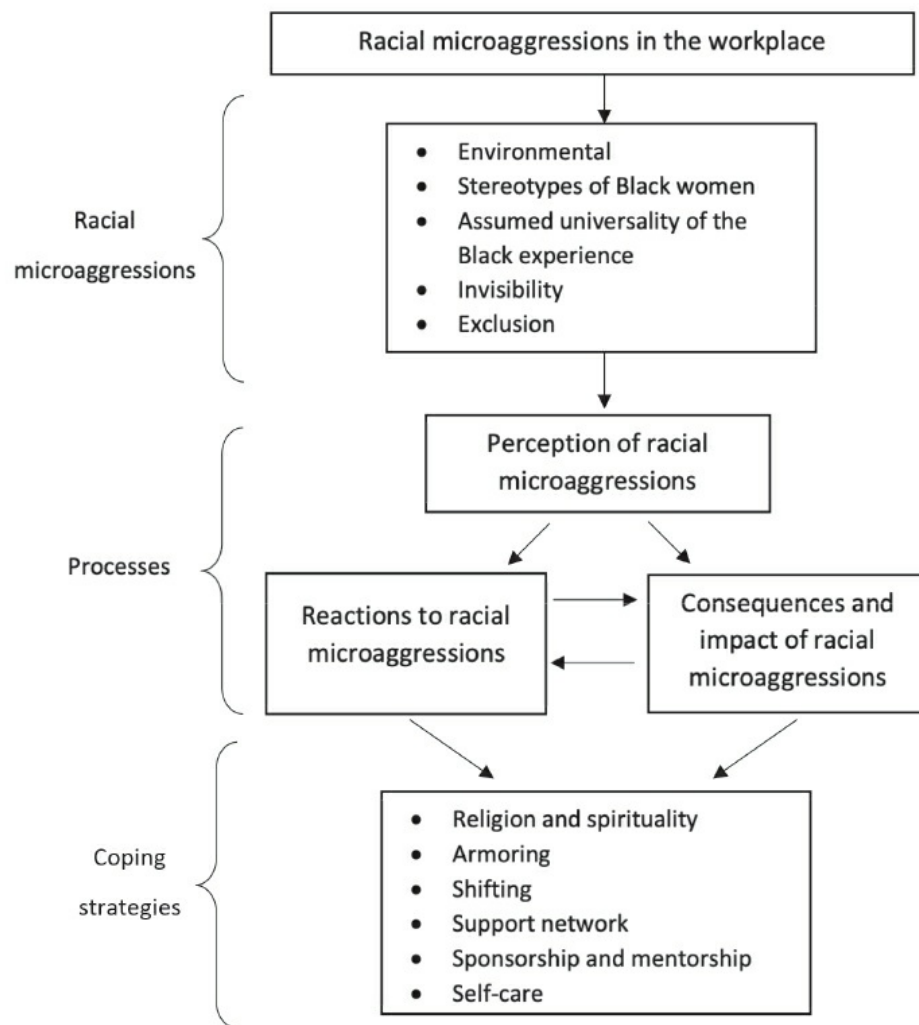 Racial microaggressions in the workplace
Racial
microaggressions
• Environmental
• Stereotypes of Black women
• Assumed universality of the
Black experience
• Invisibility
• Exclusion
Processes
Perception of racial
microaggressions
Reactions to racial
microaggressions
Consequences and
impact of racial
microaggressions
Coping
strategies
• Religion and spirituality
• Armoring
• Shifting
• Support network
• Sponsorship and mentorship
• Self-care